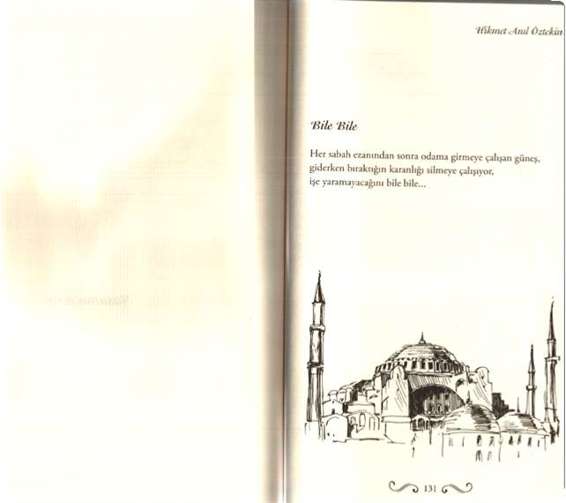 Hikmet Anıl Öztekin
Bile Bile
Her sabah ezanından sonra odama girmeye çalışan güneş,
giderken bıraktığın karanlığı silmeye çalışıyor,
işe yaramayacağını bile bile...
131